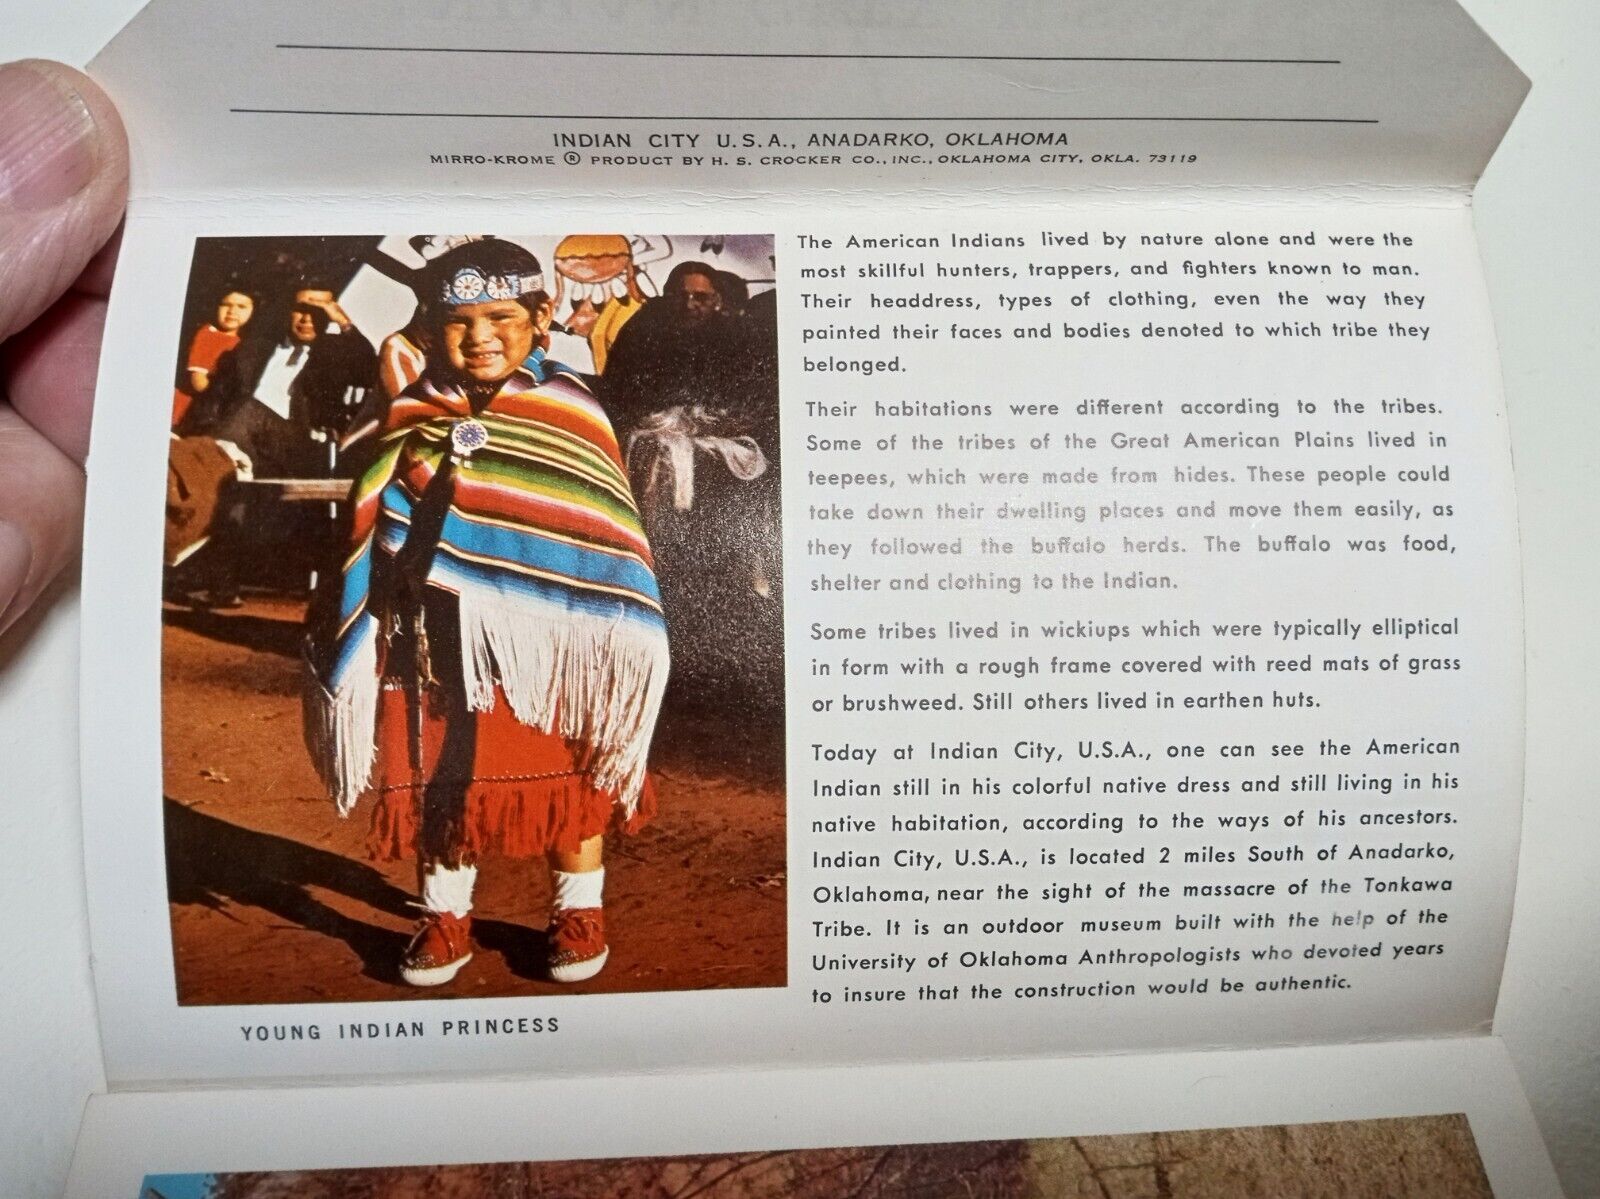 INDIAN CITY U.S.A., ANADARKO, OKLAHOMA
MIRRO-KROME ® PRODUCT BY H. S. CROCKER CO., INC., OKLAHOMA CITY, OKLA. 73119
The American Indians lived by nature alone and were the
most skillful hunters, trappers, and fighters known to man.
Their headdress, types of clothing, even the way they
painted their faces and bodies denoted to which tribe they
belonged.
Their habitations were different according to the tribes.
Some of the tribes of the Great American Plains lived in
teepees, which were made from hides. These people could
take down their dwelling places and move them easily, as
they followed the buffalo herds. The buffalo was food,
shelter and clothing to the Indian.
Some tribes lived in wickiups which were typically elliptical
in form with a rough frame covered with reed mats of grass
or brushweed. Still others lived in earthen huts.
Today at Indian City, U.S.A., one can see the American
Indian still in his colorful native dress and still living in his
native habitation, according to the ways of his ancestors.
Indian City, U.S.A., is located 2 miles South of Anadarko,
Oklahoma, near the sight of the massacre of the Tonkawa
Tribe. It is an outdoor museum built with the help of the
University of Oklahoma Anthropologists who devoted years
to insure that the construction would be authentic.
YOUNG INDIAN PRINCESS